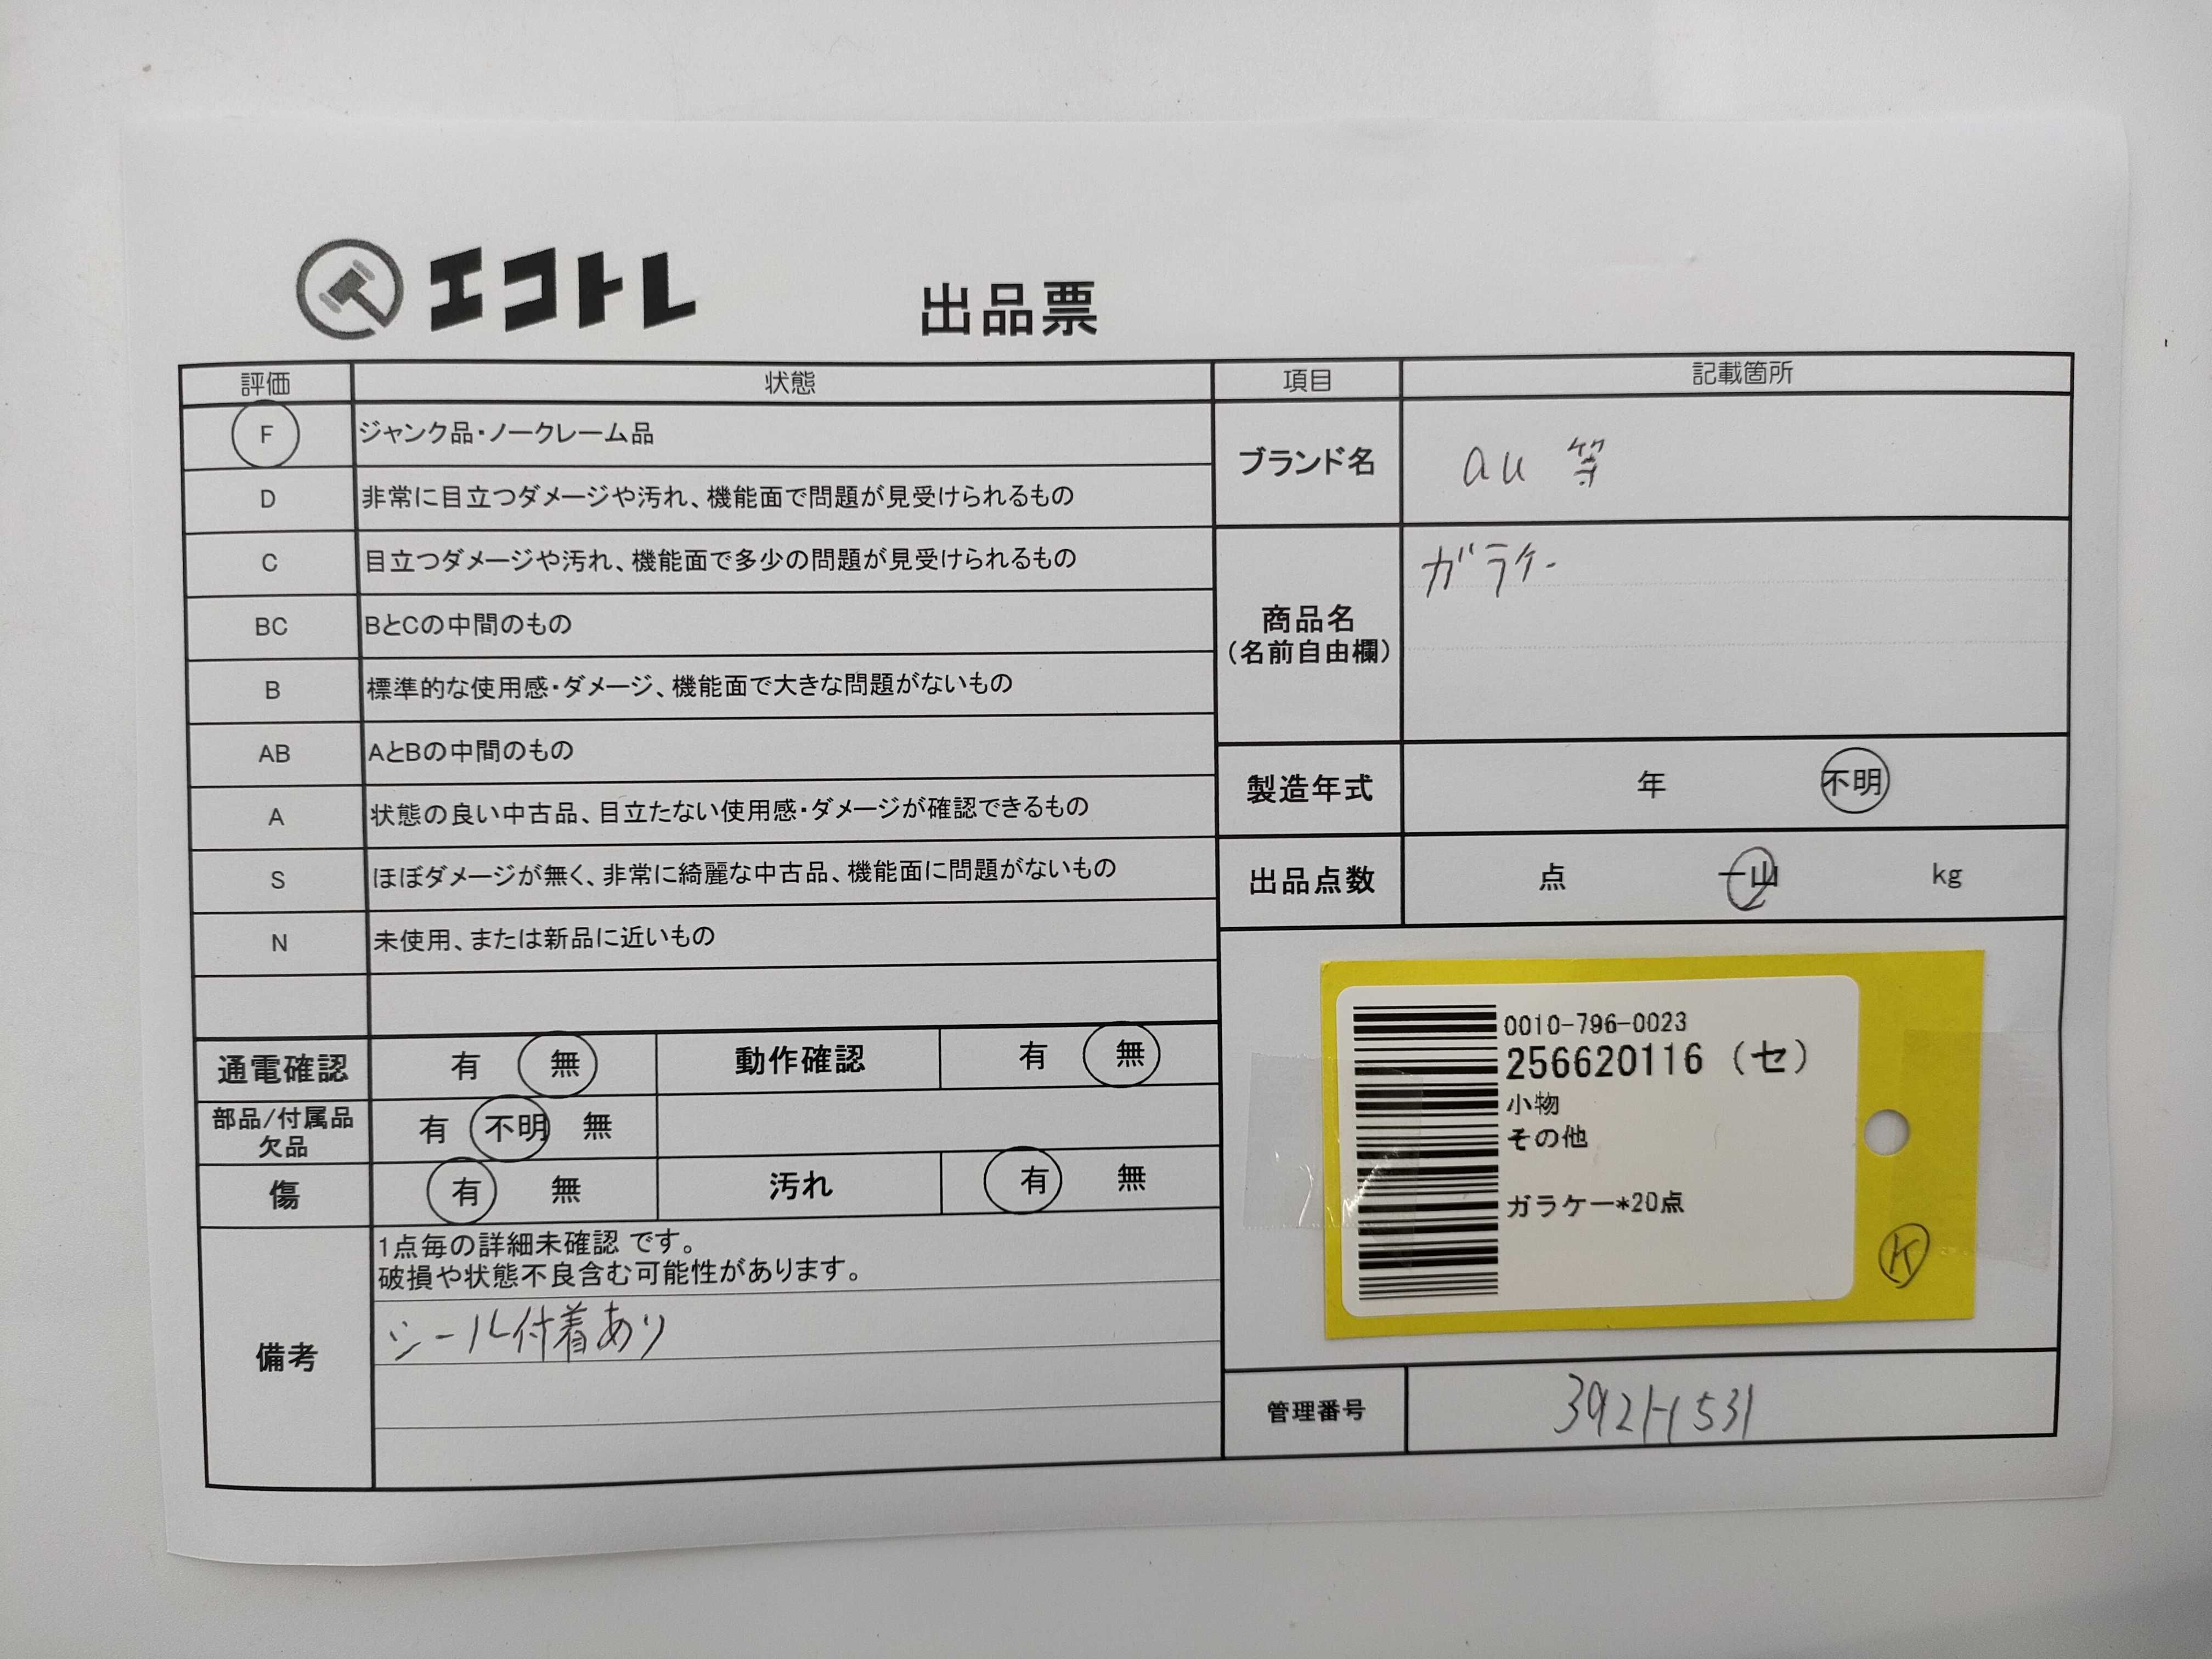 エコトレ
出品票
評価 状態
F ジャンク品・ノークレーム品
D 非常に目立つダメージや汚れ、機能面で問題が見受けられるもの
C 目立つダメージや汚れ、機能面で多少の問題が見受けられるもの
BC BとCの中間のもの
B 標準的な使用感・ダメージ、機能面で大きな問題がないもの
AB AとBの中間のもの
A 状態の良い中古品、目立たない使用感・ダメージが確認できるもの
S ほぼダメージが無く、非常に綺麗な中古品、機能面に問題がないもの
N 未使用、または新品に近いもの
通電確認 有 無 動作確認 有 無
部品/付属品
欠品
有 不明 無
傷 有 無 汚れ 有 無
備考
1点毎の詳細未確認 です。
破損や状態不良含む可能性があります。
シール付着あり
項目 記載箇所
ブランド名 au 等
商品名
(名前自由欄)
ガラケー
製造年式 年 不明
出品点数 点 一山 kg
0010-796-0023
256620116 (セ)
小物
その他
ガラケー*20点
K
管理番号 3921-1531